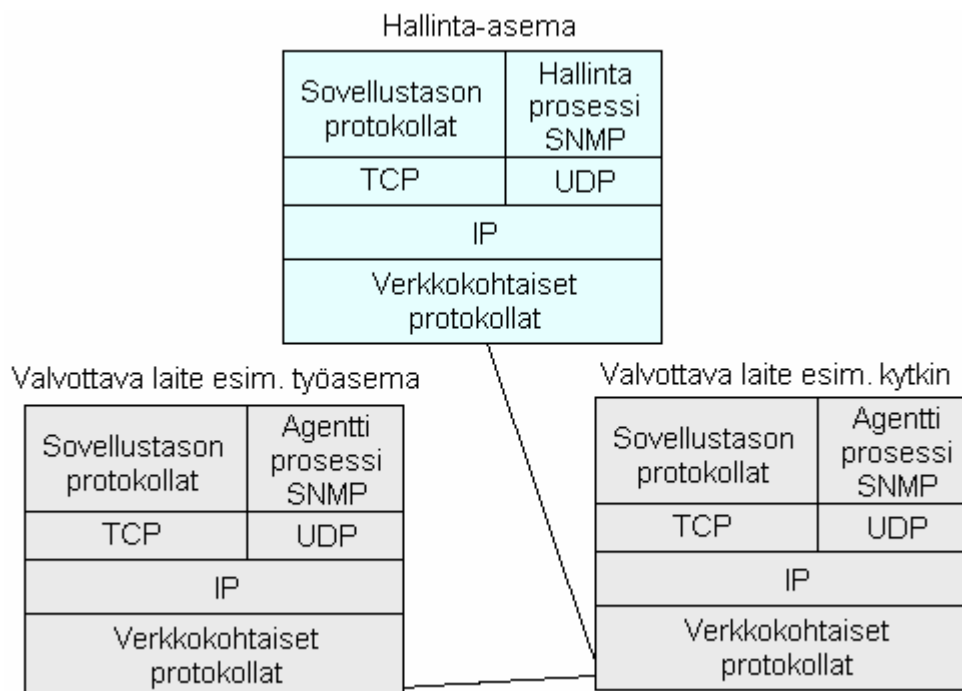 Hallinta-asema
Sovellustason
protokollat
Hallinta
prosessi
SNMP
TCP
UDP
IP
Verkkokohtaiset
protokollat
Valvottava laite esim. työasema
Sovellustason
protokollat
Agentti
prosessi
SNMP
TCP
UDP
IP
Verkkokohtaiset
protokollat
Valvottava laite esim. kytkin
Sovellustason
protokollat
Agentti
prosessi
SNMP
TCP
UDP
IP
Verkkokohtaiset
protokollat